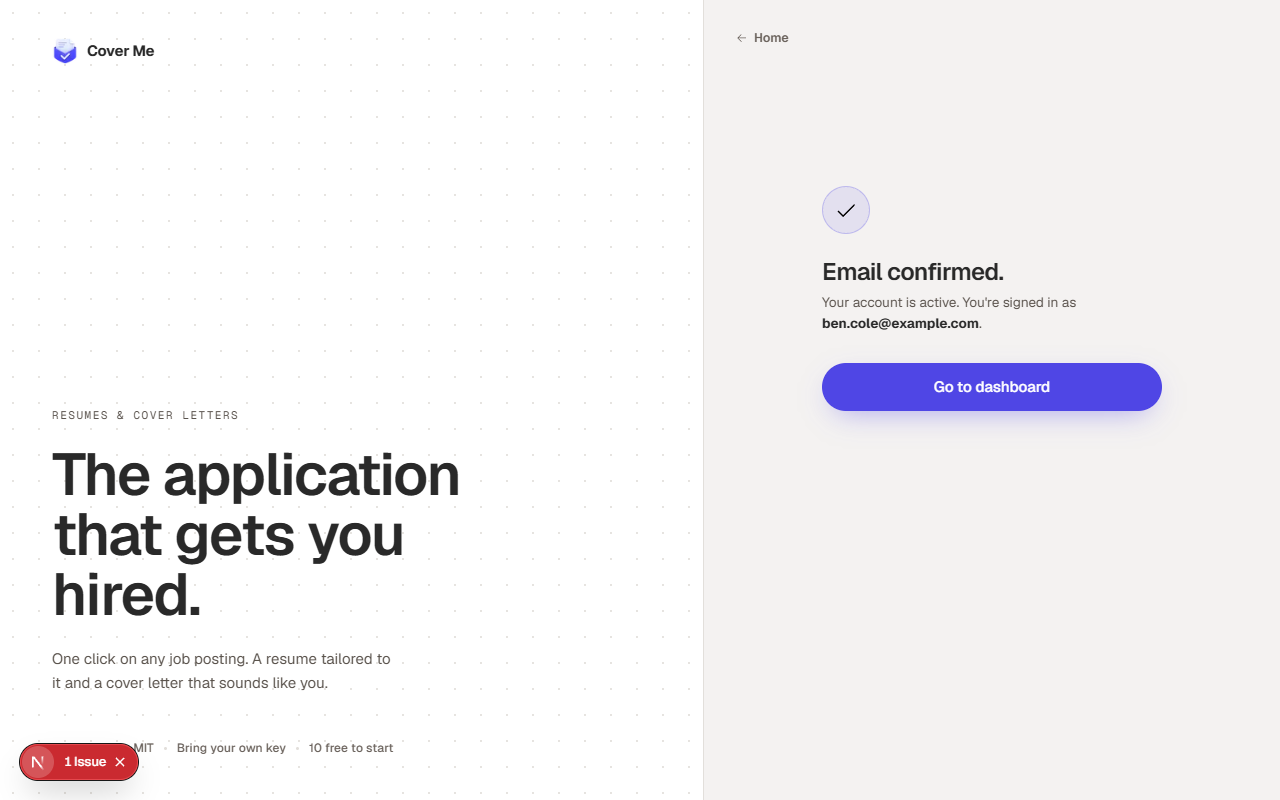 Cover Me
RESUMES & COVER LETTERS
The application
that gets you
hired.
One click on any job posting. A resume tailored to
it and a cover letter that sounds like you.
MIT · Bring your own key · 10 free to start
N 1 Issue
← Home
Email confirmed.
Your account is active. You're signed in as
ben.cole@example.com.
Go to dashboard